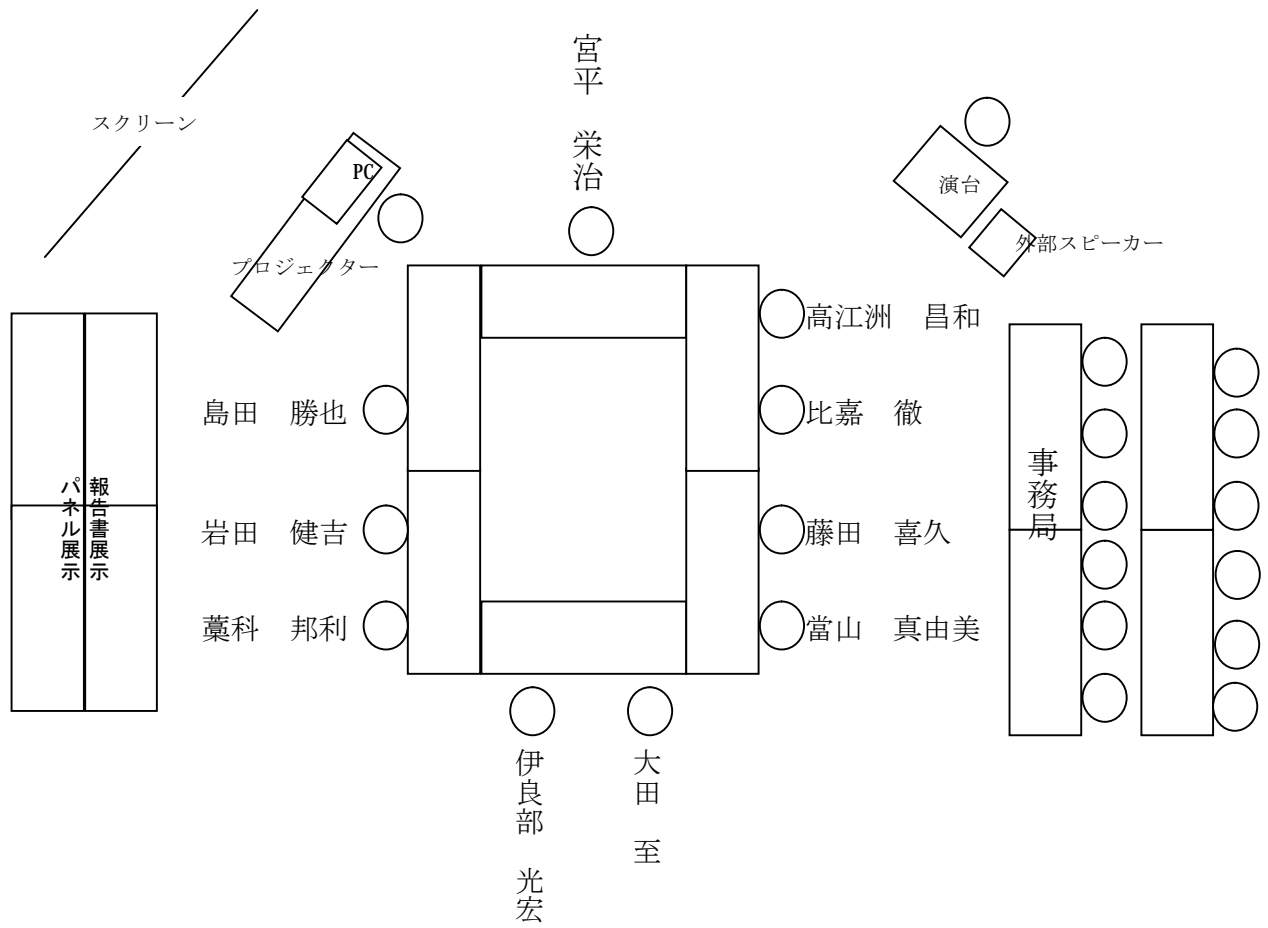 宮平　栄治
スクリーン
PC
演台
外部スピーカー
プロジェクター
高江洲　昌和
島田　勝也
比嘉　徹
事務局
報告書展示
パネル展示
岩田　健吉
藤田　喜久
藁科　邦利
當山　真由美
伊良部　光宏
大田　至